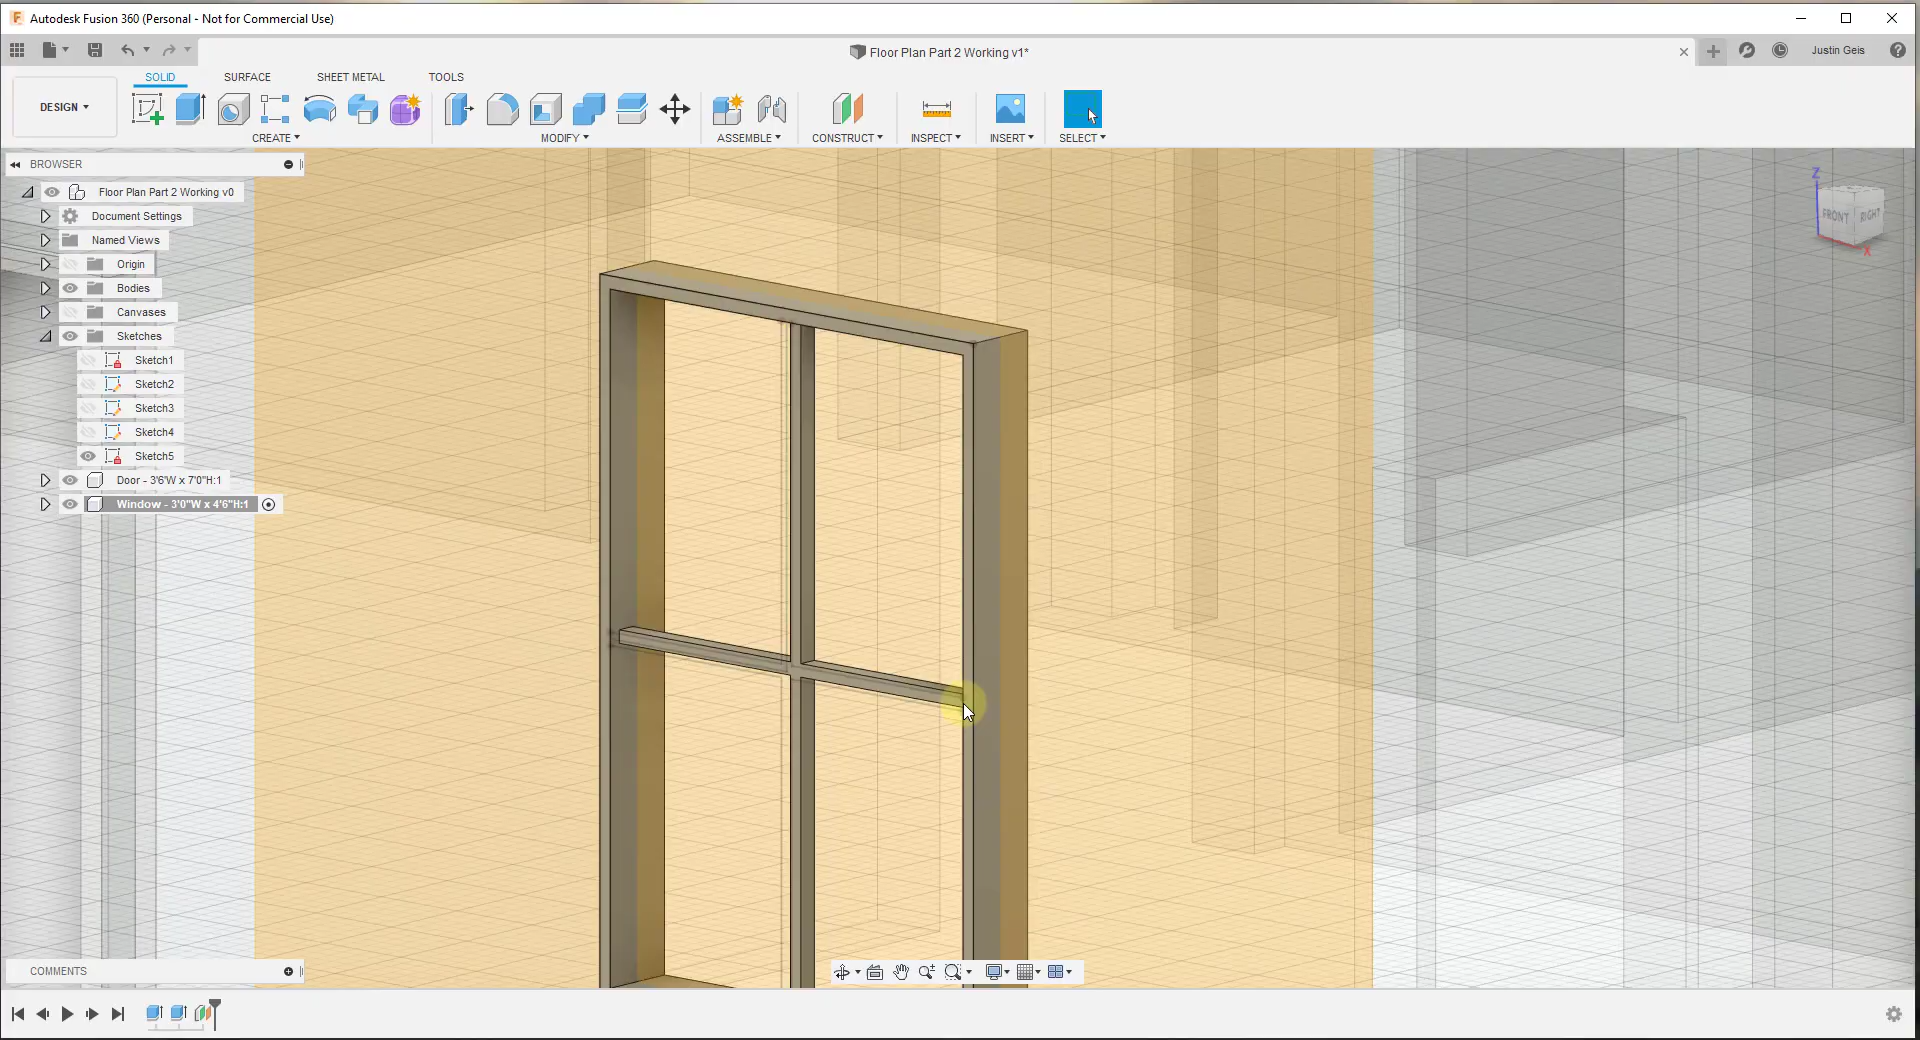 Autodesk Fusion 360 (Personal - Not for Commercial Use)
Floor Plan Part 2 Working v1*
Justin Geis
DESIGN
SOLID SURFACE SHEET METAL TOOLS
CREATE MODIFY ASSEMBLE CONSTRUCT INSPECT INSERT SELECT
BROWSER
Floor Plan Part 2 Working v0
Document Settings
Named Views
Origin
Bodies
Canvases
Sketches
Sketch1
Sketch2
Sketch3
Sketch4
Sketch5
Door - 3'6"W x 7'0"H:1
Window - 3'0"W x 4'6"H:1
Z
FRONT RIGHT
X
COMMENTS